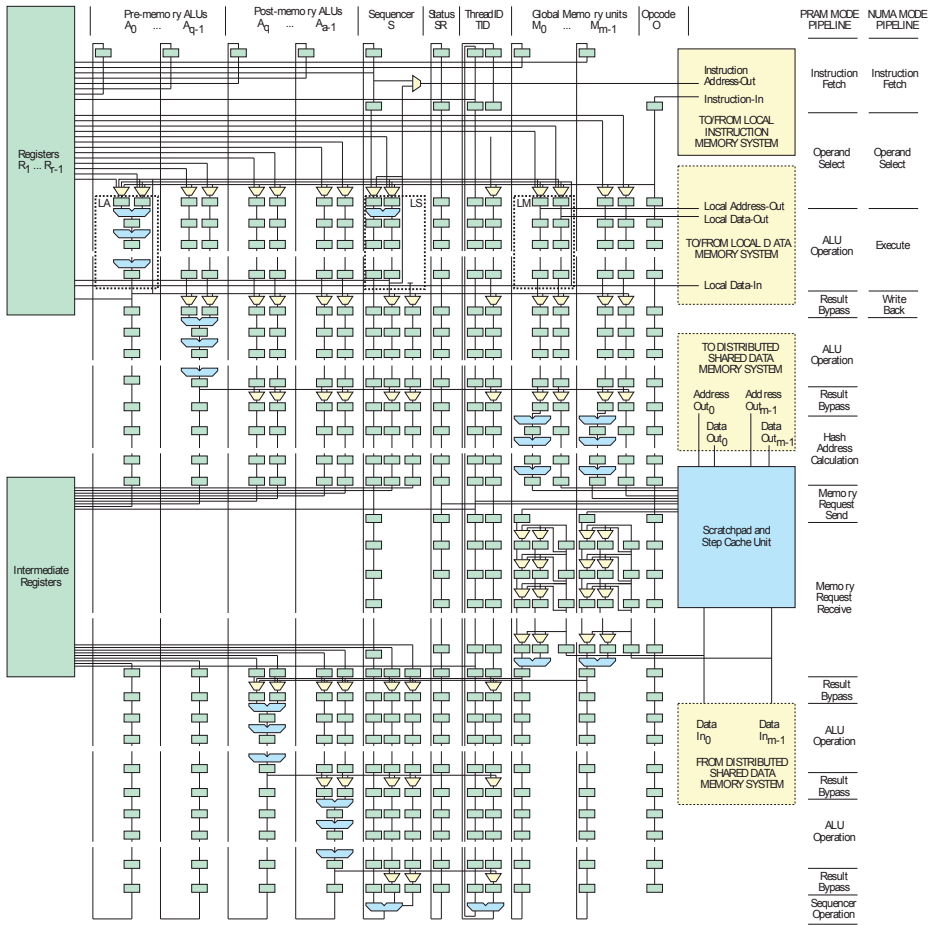 Pre-memory ALUs
A0 ... Aq-1
Post-memory ALUs
Aq ... Aa-1
Sequencer
S
Status
SR
ThreadID
TID
Global Memory units
M0 ... Mm-1
Opcode
O
PRAM MODE
PIPELINE
NUMA MODE
PIPELINE
Registers
R1 ... Rr-1
Instruction
Address-Out
Instruction-In
TO/FROM LOCAL
INSTRUCTION
MEMORY SYSTEM
Instruction
Fetch
Instruction
Fetch
Operand
Select
Operand
Select
LA
LS
LM
Local Address-Out
Local Data-Out
TO/FROM LOCAL DATA
MEMORY SYSTEM
Local Data-In
ALU
Operation
Execute
Result
Bypass
Write
Back
TO DISTRIBUTED
SHARED DATA
MEMORY SYSTEM
Address
Out0
Address
Outm-1
Data
Out0
Data
Outm-1
ALU
Operation
Result
Bypass
Hash
Address
Calculation
Intermediate
Registers
Scratchpad and
Step Cache Unit
Memory
Request
Send
Memory
Request
Receive
Result
Bypass
Data
In0
Data
Inm-1
FROM DISTRIBUTED
SHARED DATA
MEMORY SYSTEM
ALU
Operation
Result
Bypass
ALU
Operation
Result
Bypass
Sequencer
Operation